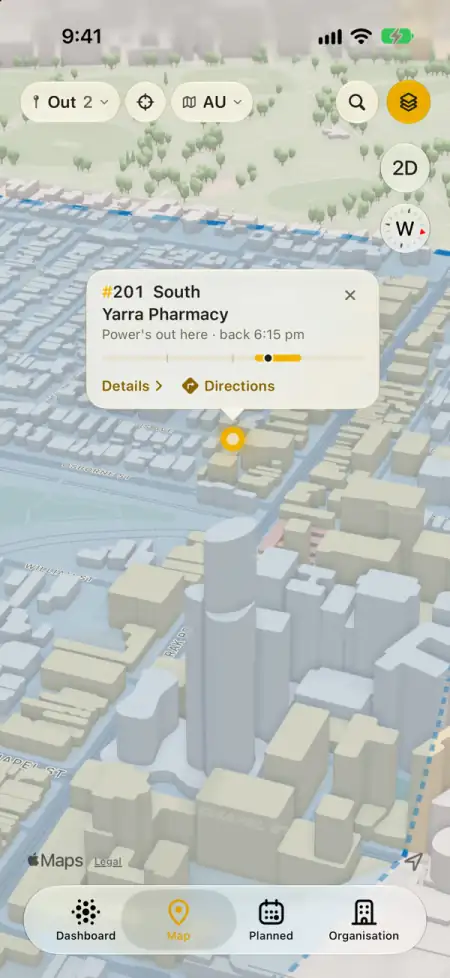 9:41
Out 2
AU
2D
W
#201 South
Yarra Pharmacy
Power's out here · back 6:15 pm
Details
Directions
Maps
Legal
Dashboard
Map
Planned
Organisation